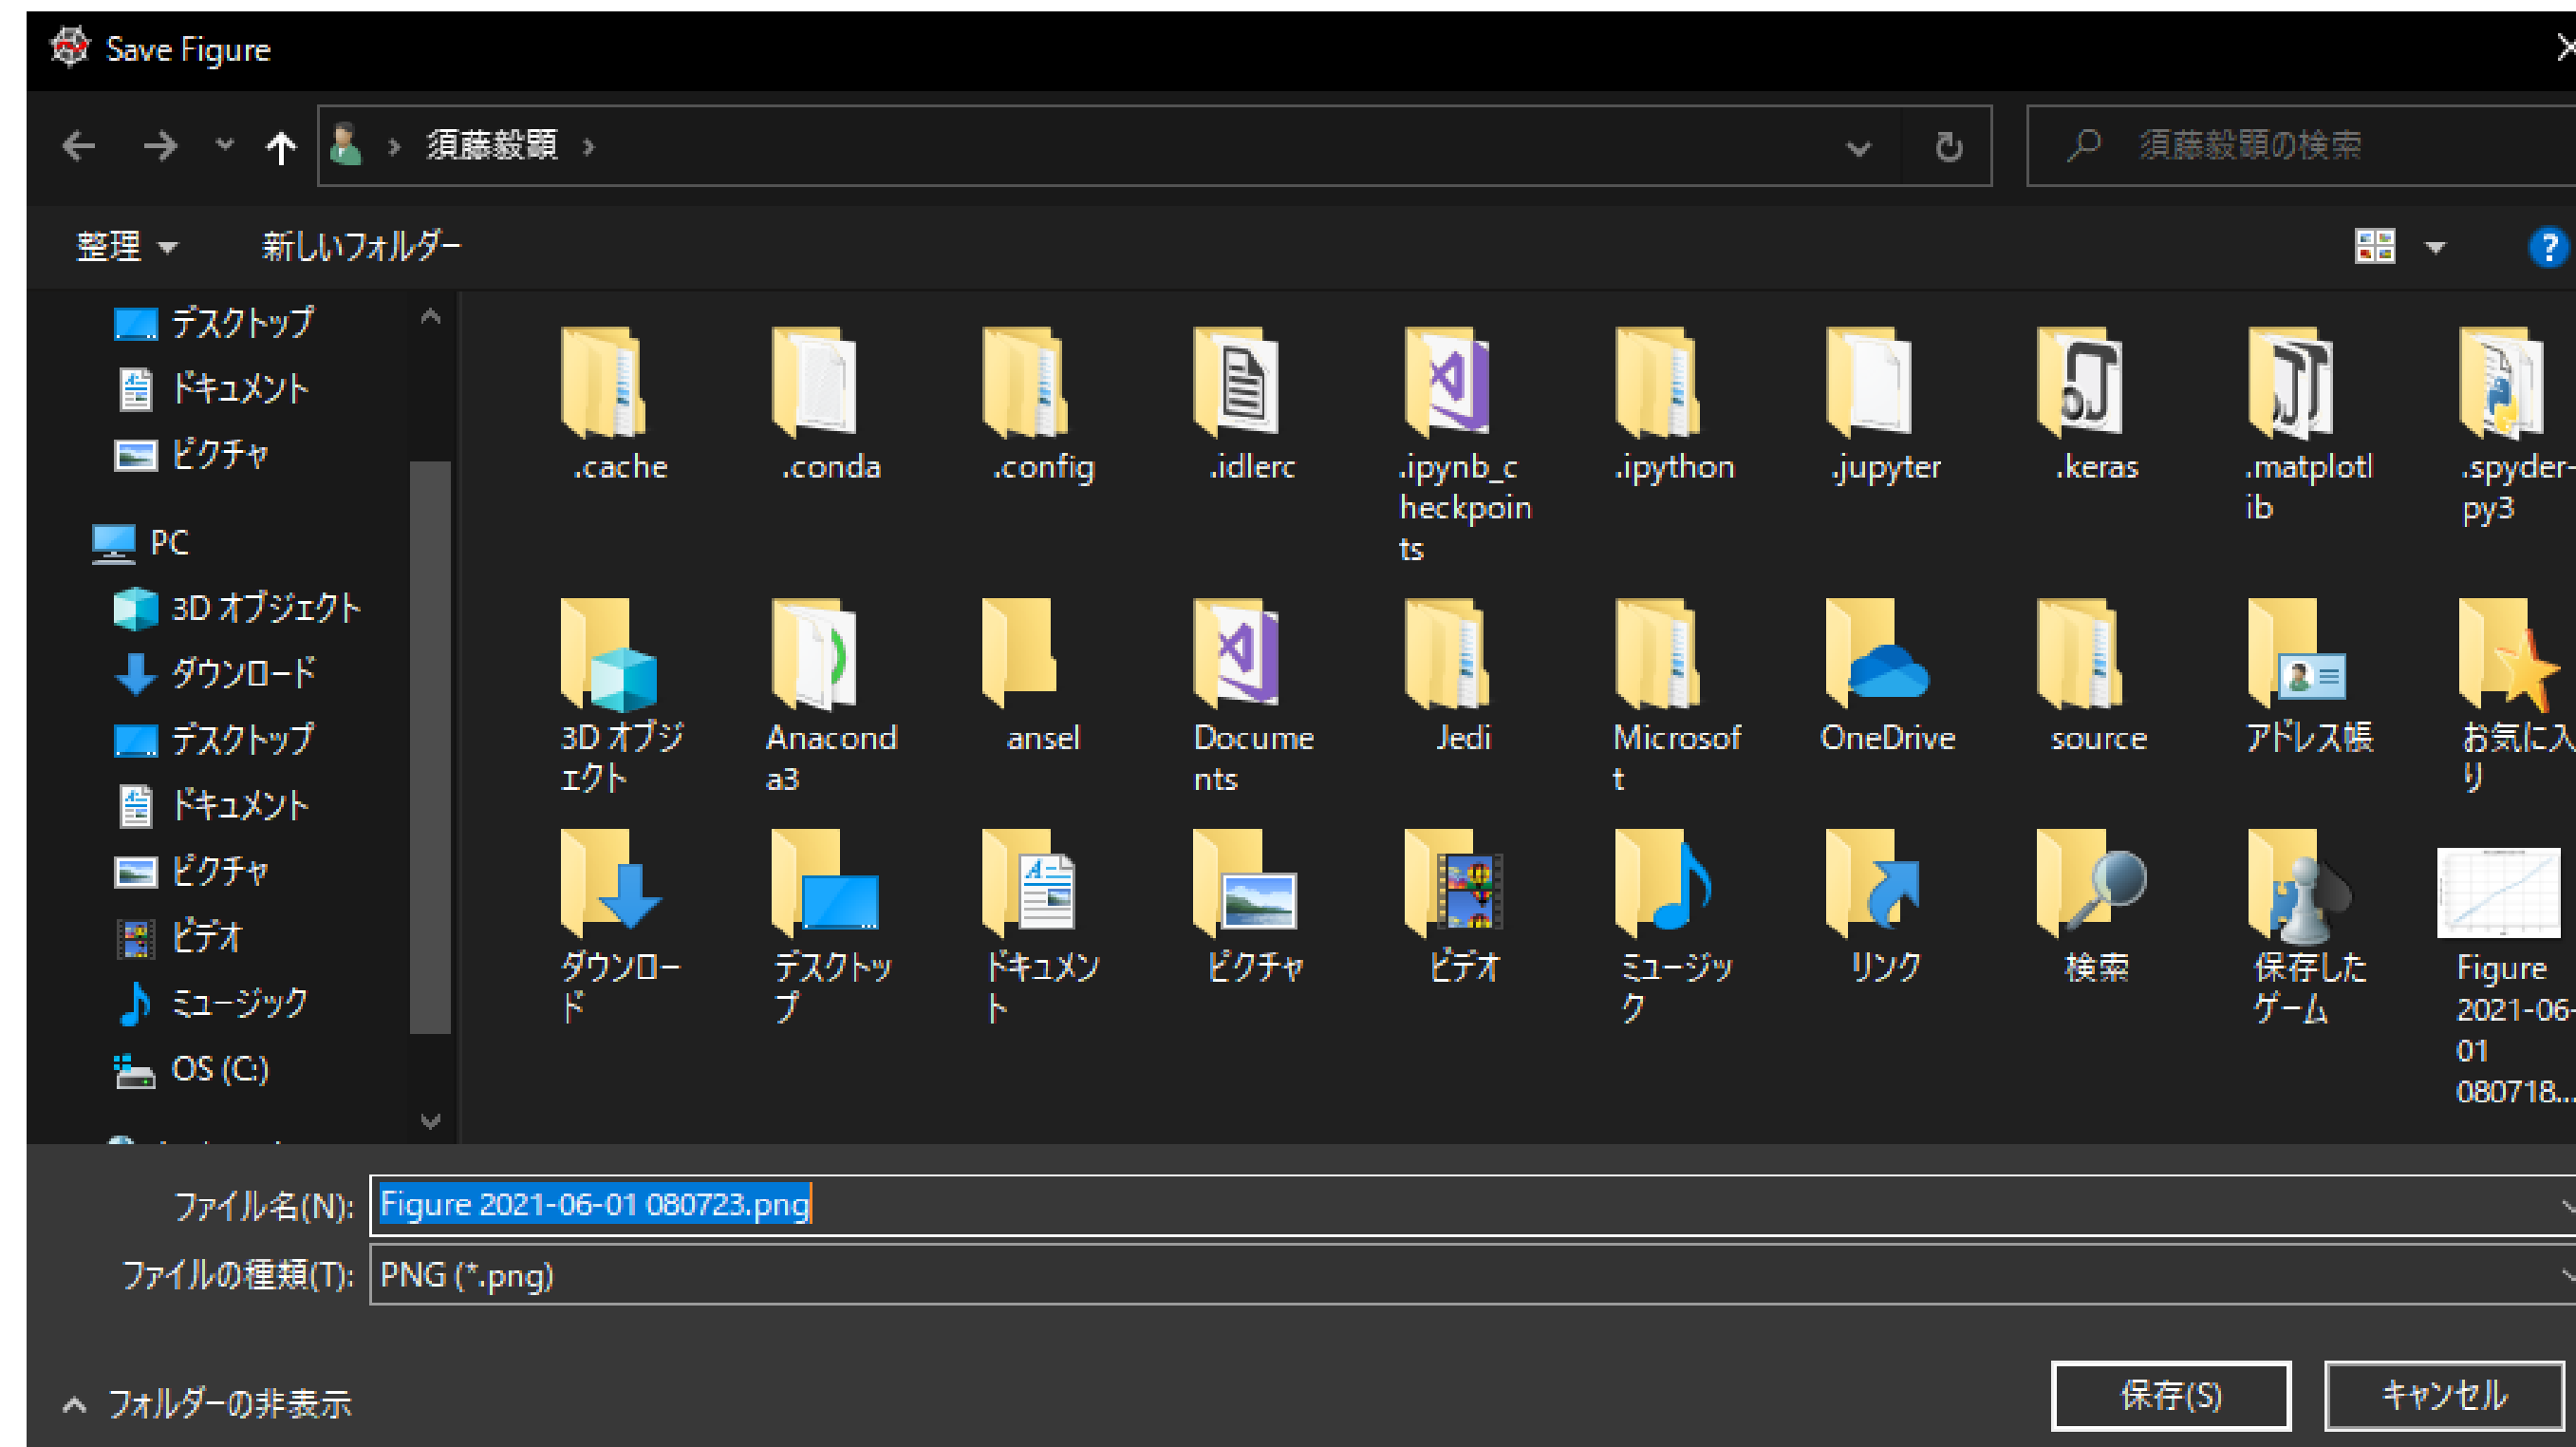 Save Figure
須藤毅顕
須藤毅顕の検索
整理
新しいフォルダー
デスクトップ
ドキュメント
ピクチャ
PC
3D オブジェクト
ダウンロード
デスクトップ
ドキュメント
ピクチャ
ビデオ
ミュージック
OS (C:)
.cache
.conda
.config
.idlerc
.ipynb_c
heckpoin
ts
.ipython
.jupyter
.keras
.matplotl
ib
.spyder-
py3
3D オブジ
ェクト
Anacond
a3
ansel
Docume
nts
Jedi
Microsof
t
OneDrive
source
アドレス帳
お気に入
り
ダウンロー
ド
デスクトッ
プ
ドキュメン
ト
ピクチャ
ビデオ
ミュージッ
ク
リンク
検索
保存した
ゲーム
Figure
2021-06-
01
080718...
ファイル名(N):
Figure 2021-06-01 080723.png
ファイルの種類(T):
PNG (*.png)
フォルダーの非表示
保存(S)
キャンセル